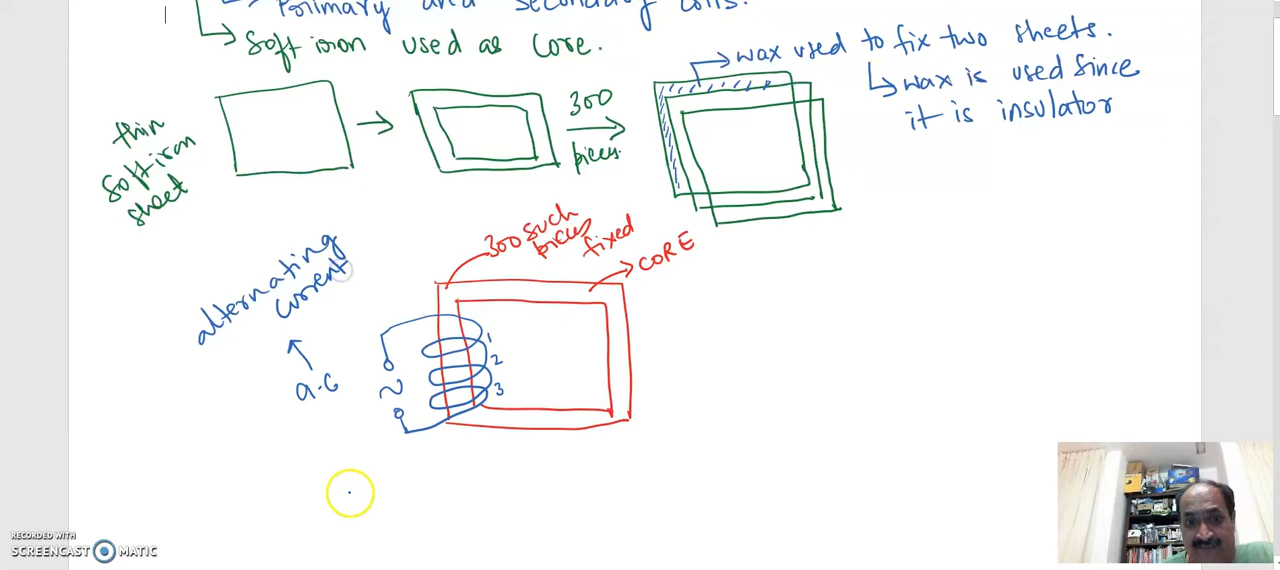 Primary and secondary coils.
Soft iron used as core.
wax used to fix two sheets.
wax is used since
it is insulator
thin
soft iron
sheet
300
pieces
300 such
pieces
fixed
CORE
alternating
current
a.c
1
2
3
RECORDED WITH
SCREENCAST MATIC